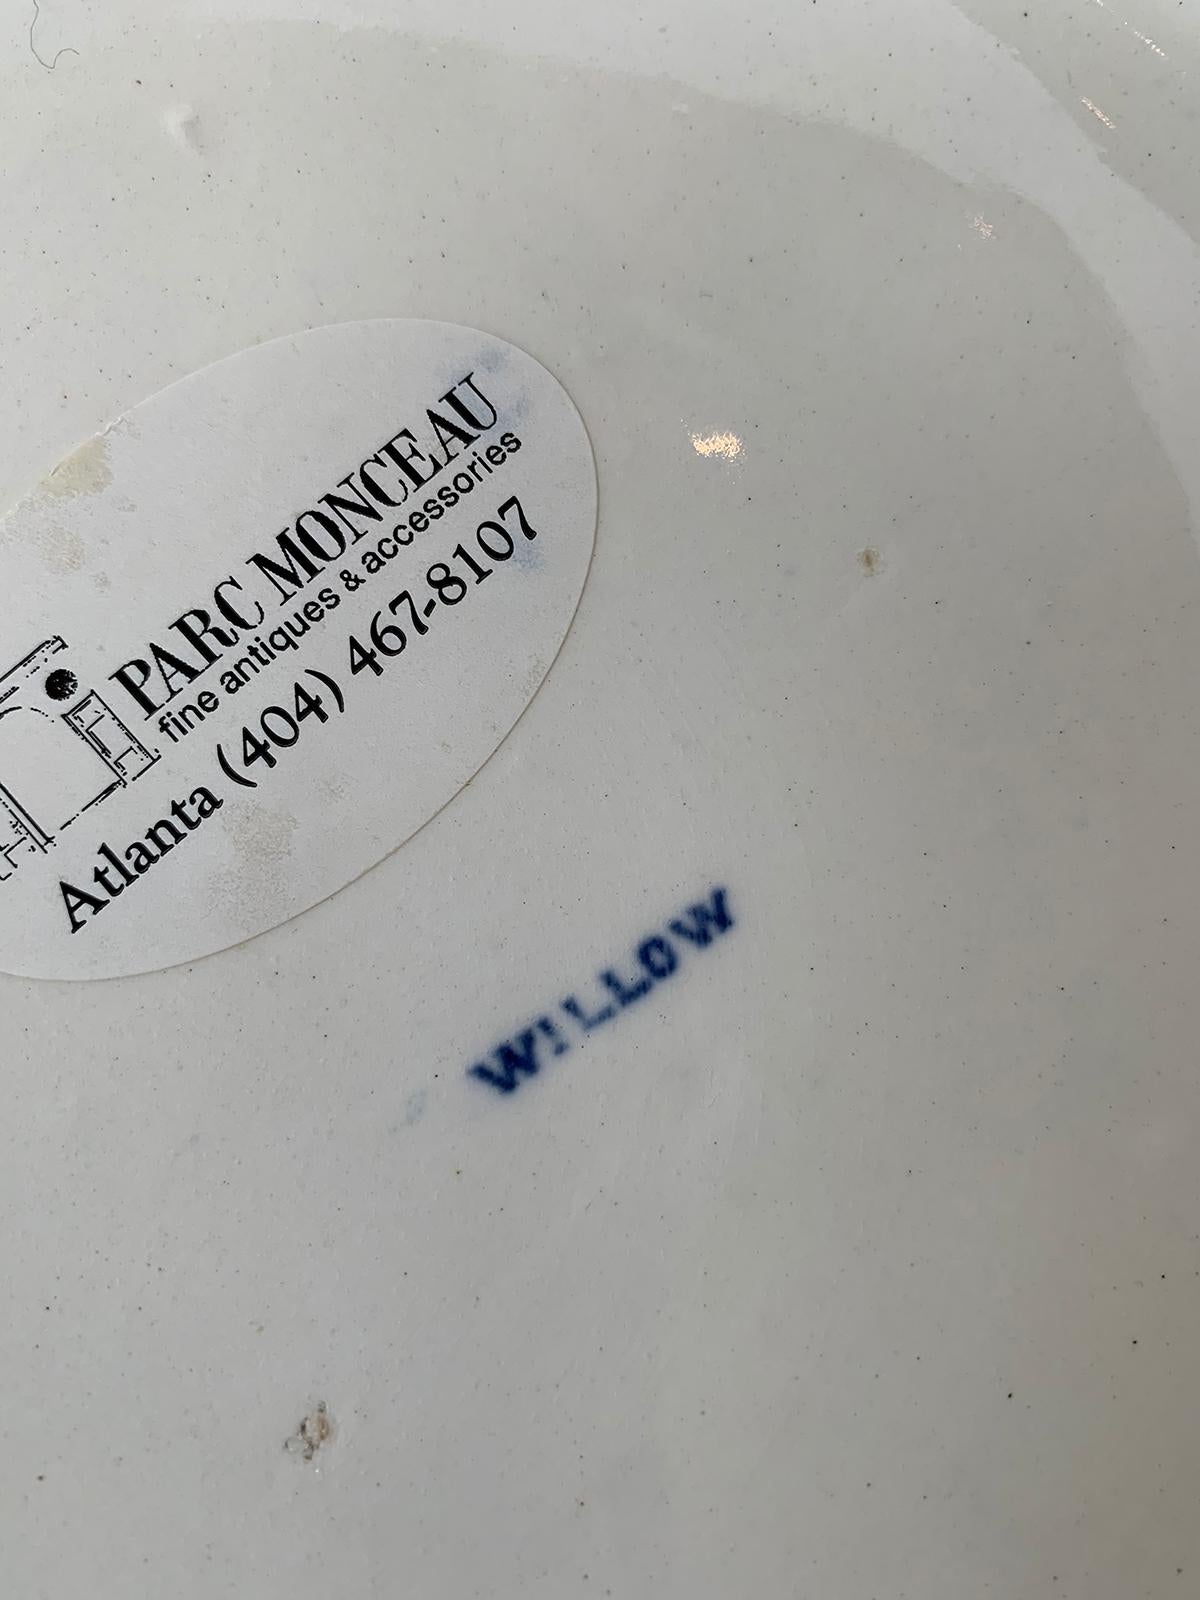 PARC MONCEAU
fine antiques & accessories
Atlanta (404) 467-8107
WILLOW